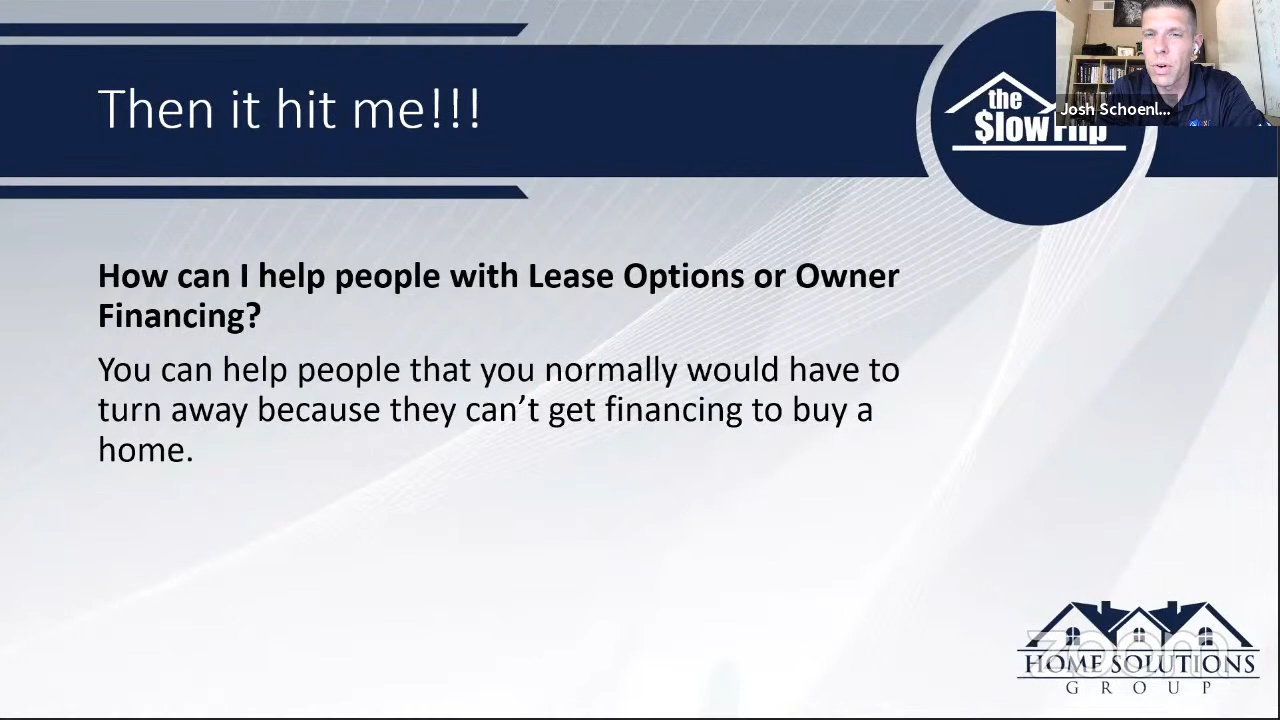 Then it hit me!!!
the
$low Flip
Josh Schoenl...
How can I help people with Lease Options or Owner
Financing?
You can help people that you normally would have to
turn away because they can’t get financing to buy a
home.
zoom
HOME SOLUTIONS
GROUP